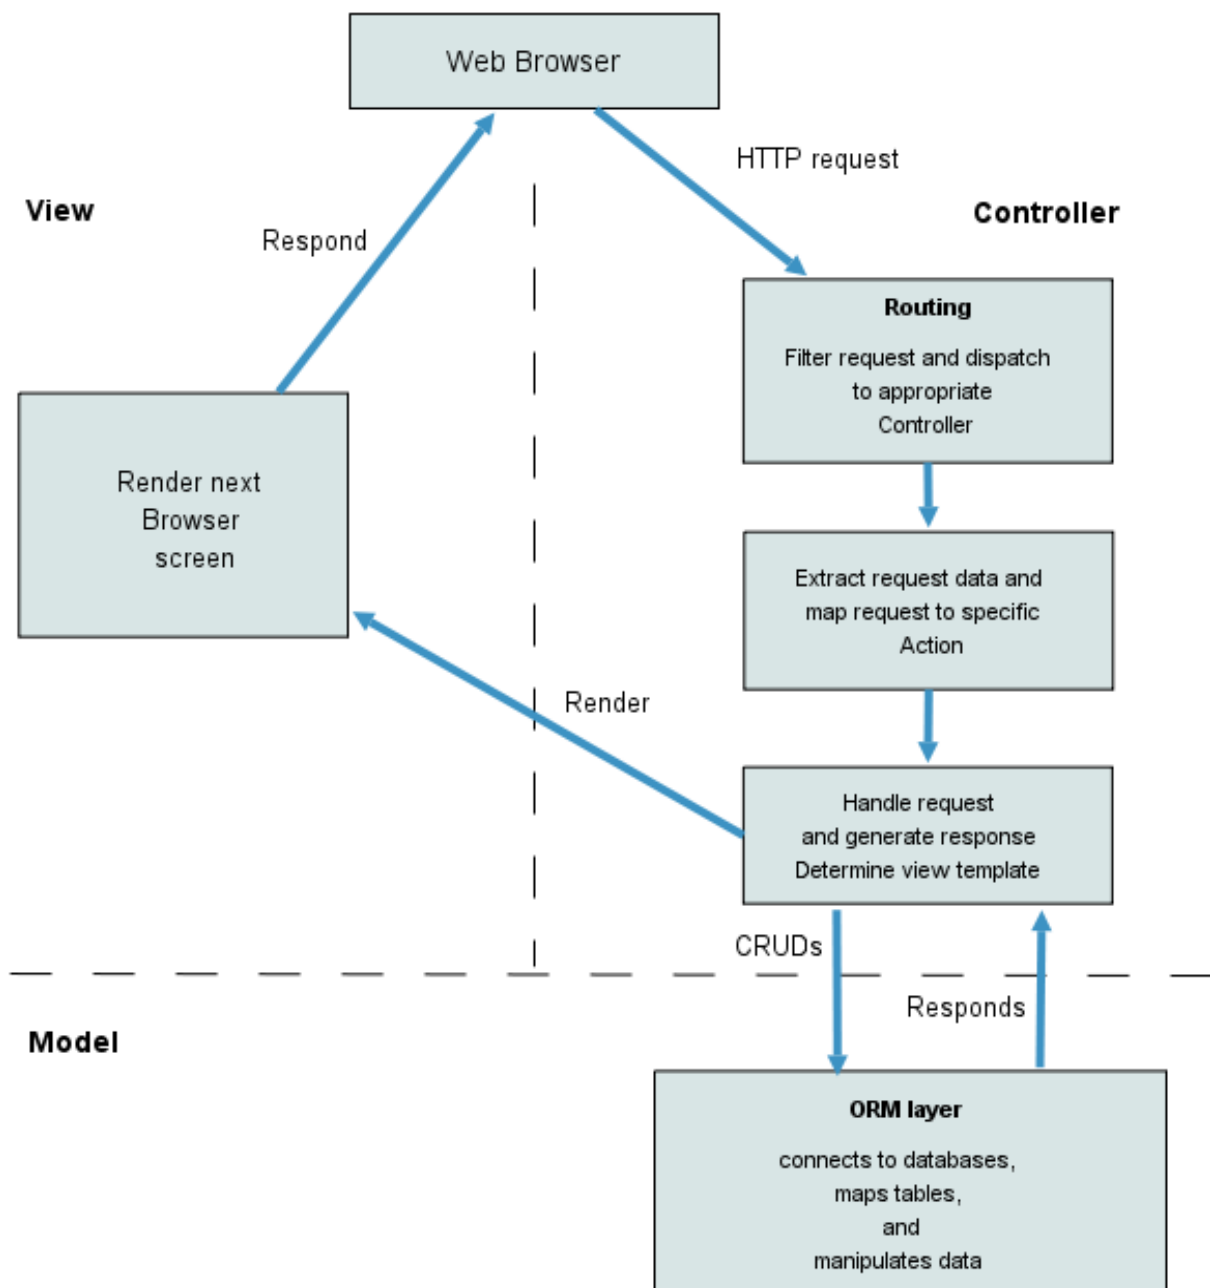 Web Browser
HTTP request
View
Controller
Respond
Routing
Filter request and dispatch
to appropriate
Controller
Render next
Browser
screen
Extract request data and
map request to specific
Action
Render
Handle request
and generate response
Determine view template
CRUDs
Responds
Model
ORM layer
connects to databases,
maps tables,
and
manipulates data